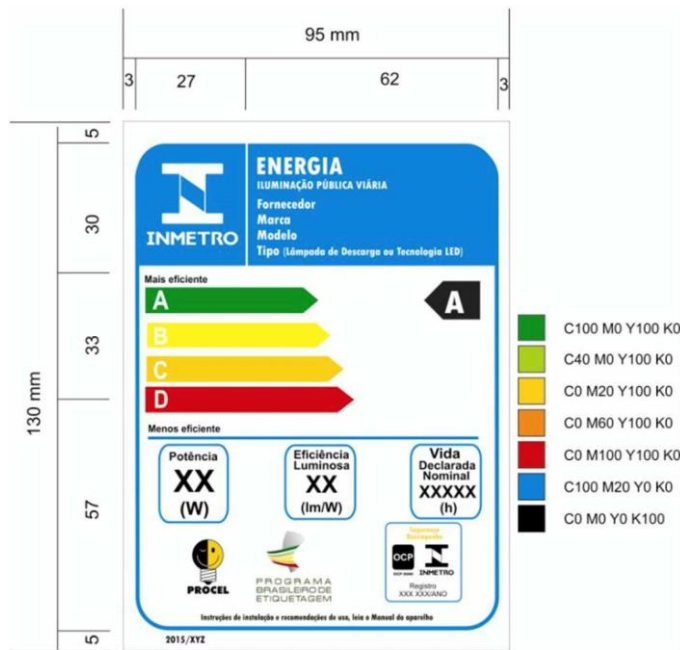 95 mm
3 27 62 3
5
30
33
130 mm
57
5
INMETRO
ENERGIA
ILUMINAÇÃO PÚBLICA VIÁRIA
Fornecedor
Marca
Modelo
Tipo (Lâmpada de Descarga ou Tecnologia LED)
Mais eficiente
A A
B
C
D
Menos eficiente
Potência
XX
(W)
Eficiência
Luminosa
XX
(lm/W)
Vida
Declarada
Nominal
XXXXX
(h)
PROCEL
PROGRAMA
BRASILEIRO DE
ETIQUETAGEM
Segurança
Desempenho
OCP
INMETRO
Registro
XXX XXX/ANO
Instruções de instalação e recomendações de uso, leia o Manual do aparelho
2015/XYZ
C100 M0 Y100 K0
C40 M0 Y100 K0
C0 M20 Y100 K0
C0 M60 Y100 K0
C0 M100 Y100 K0
C100 M20 Y0 K0
C0 M0 Y0 K100